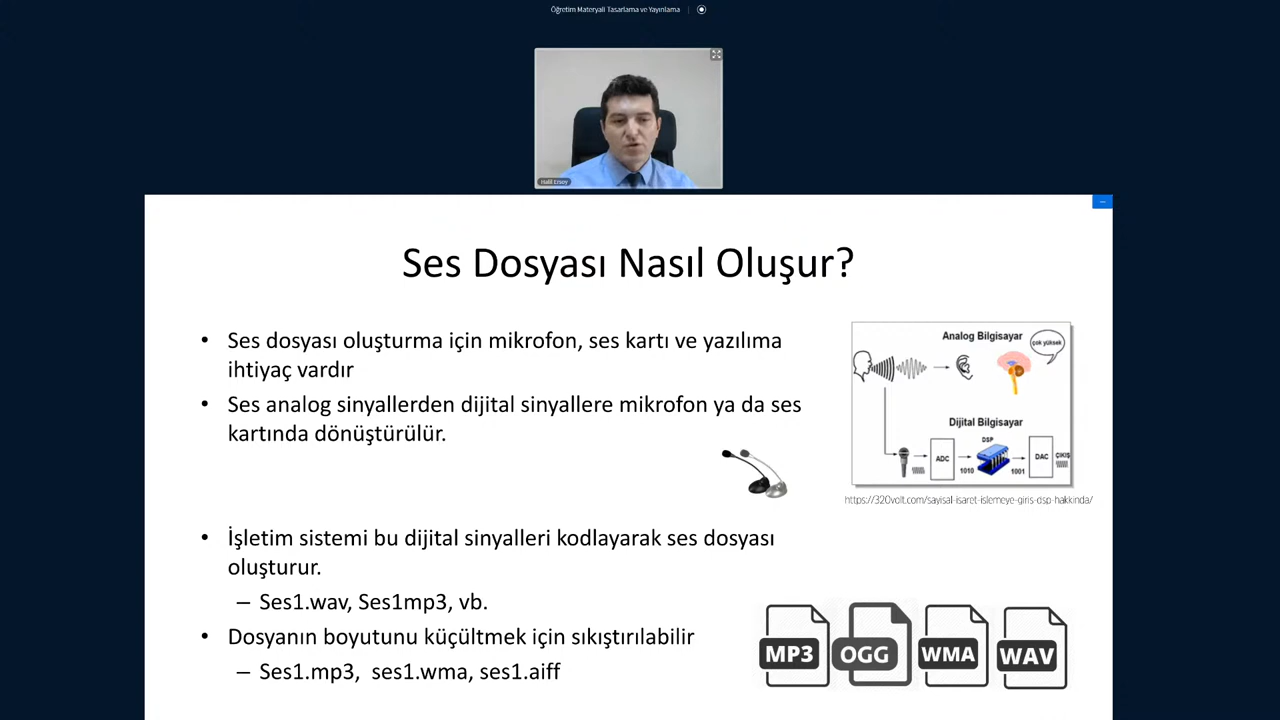 Öğretim Materyali Tasarlama ve Yayınlama
Halil Ersoy
Ses Dosyası Nasıl Oluşur?
• Ses dosyası oluşturma için mikrofon, ses kartı ve yazılıma
ihtiyaç vardır
• Ses analog sinyallerden dijital sinyallere mikrofon ya da ses
kartında dönüştürülür.
Analog Bilgisayar
çok yüksek
Dijital Bilgisayar
DSP
ADC
DAC
ÇIKIŞ
1010
1001
https://320volt.com/sayisal-isaret-islemeye-giris-dsp-hakkinda/
• İşletim sistemi bu dijital sinyalleri kodlayarak ses dosyası
oluşturur.
– Ses1.wav, Ses1mp3, vb.
• Dosyanın boyutunu küçültmek için sıkıştırılabilir
– Ses1.mp3, ses1.wma, ses1.aiff
MP3
OGG
WMA
WAV